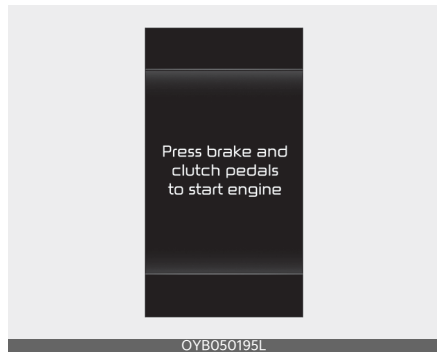 Press brake and
clutch pedals
to start engine
OYB050195L